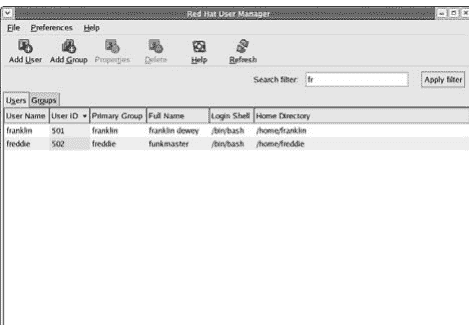 Red Hat User Manager
File Preferences Help
Add User Add Group Properties Delete Help Refresh
Search filter: fr Apply filter
Users Groups
User Name User ID Primary Group Full Name Login Shell Home Directory
franklin 501 franklin franklin dewey /bin/bash /home/franklin
freddie 502 freddie funkmaster /bin/bash /home/freddie